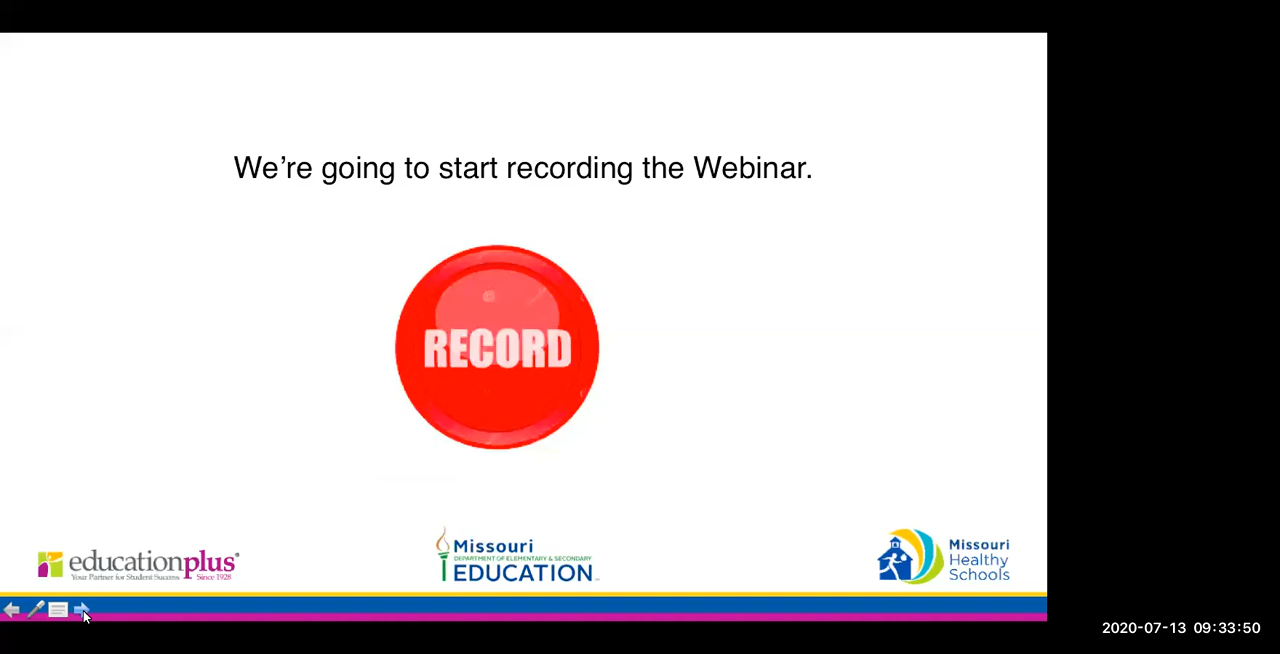 We’re going to start recording the Webinar.
RECORD
educationplus®
Your Partner for Student Success Since 1928
Missouri
DEPARTMENT OF ELEMENTARY & SECONDARY
EDUCATION
Missouri
Healthy
Schools
2020-07-13 09:33:50